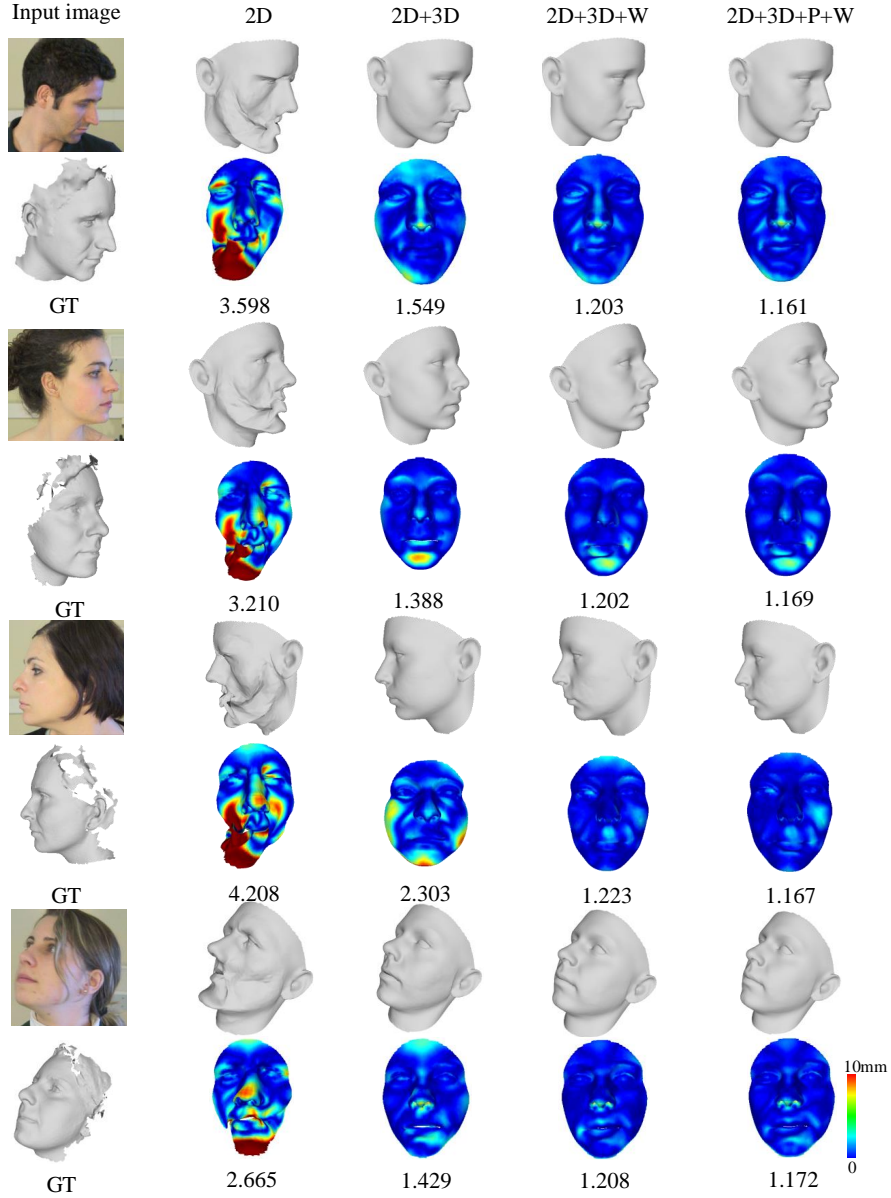 Input image 2D 2D+3D 2D+3D+W 2D+3D+P+W
GT 3.598 1.549 1.203 1.161
GT 3.210 1.388 1.202 1.169
GT 4.208 2.303 1.223 1.167
10mm
0
GT 2.665 1.429 1.208 1.172